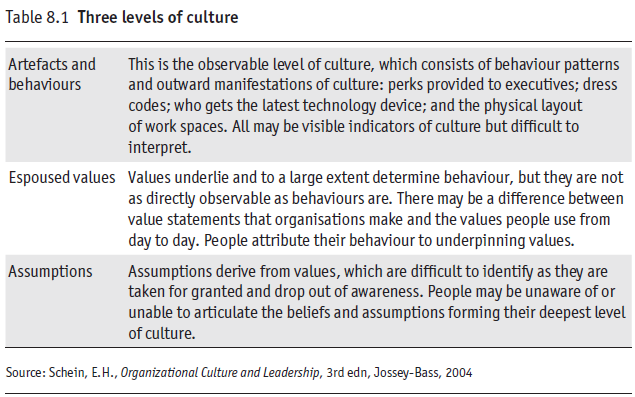 Table 8.1 Three levels of culture
Artefacts and
behaviours
This is the observable level of culture, which consists of behaviour patterns
and outward manifestations of culture: perks provided to executives; dress
codes; who gets the latest technology device; and the physical layout
of work spaces. All may be visible indicators of culture but difficult to
interpret.
Espoused values
Values underlie and to a large extent determine behaviour, but they are not
as directly observable as behaviours are. There may be a difference between
value statements that organisations make and the values people use from
day to day. People attribute their behaviour to underpinning values.
Assumptions
Assumptions derive from values, which are difficult to identify as they are
taken for granted and drop out of awareness. People may be unaware of or
unable to articulate the beliefs and assumptions forming their deepest level
of culture.
Source: Schein, E.H., Organizational Culture and Leadership, 3rd edn, Jossey-Bass, 2004